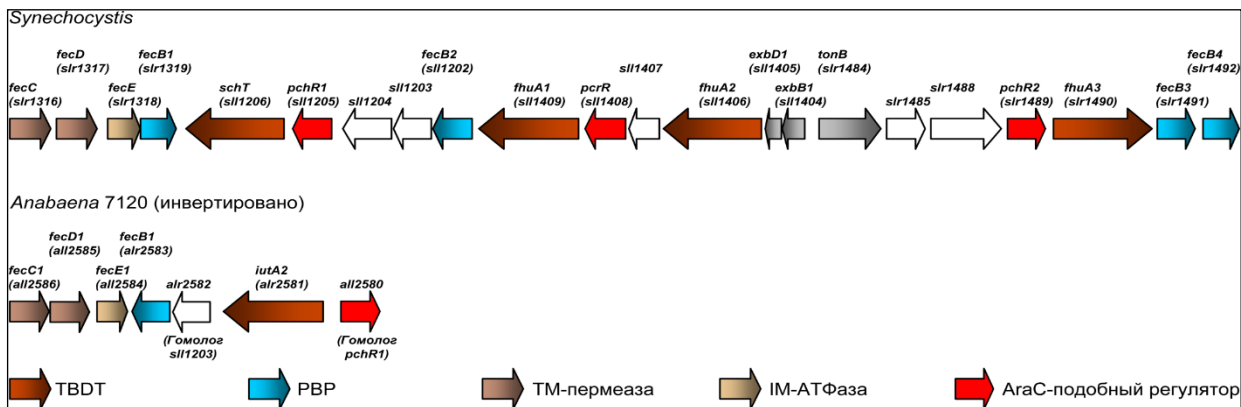 Synechocystis
fecD fecB1 fecB2 sll1407 exbD1 tonB fecB4
(slr1317) (slr1319) (sll1202) (sll1405) (slr1484) (slr1492)
fecC fecE schT pchR1 sll1203 fhuA1 pcrR fhuA2 exbB1 slr1488 pchR2 fhuA3 fecB3
(slr1316) (slr1318) (sll1206) (sll1205) sll1204 (sll1409) (sll1408) (sll1406) (sll1404) slr1485 (slr1489) (slr1490) (slr1491)
Anabaena 7120 (инвертировано)
fecD1 fecB1
(all2585) (alr2583)
fecC1 fecE1 alr2582 iutA2 all2580
(all2586) (all2584) (alr2581)
(Гомолог (Гомолог
sll1203) pchR1)
TBDT PBP ТМ-пермеаза IM-АТФаза AraC-подобный регулятор